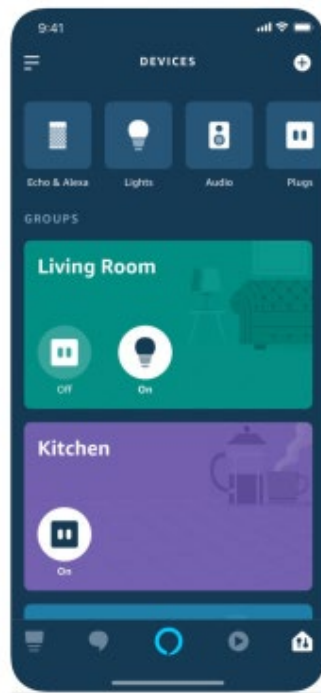 9:41
DEVICES
Echo & Alexa Lights Audio Plugs
GROUPS
Living Room
Off On
Kitchen
On